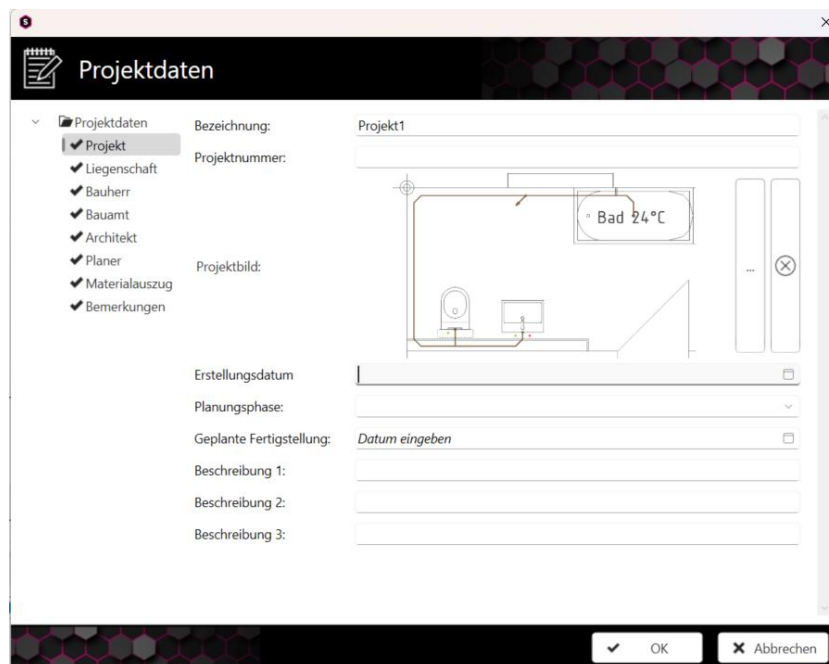 Projektdaten
Projektdaten
Projekt
Liegenschaft
Bauherr
Bauamt
Architekt
Planer
Materialauszug
Bemerkungen
Bezeichnung: Projekt1
Projektnummer:
Projektbild:
Bad 24°C
...
Erstellungsdatum
Planungsphase:
Geplante Fertigstellung: Datum eingeben
Beschreibung 1:
Beschreibung 2:
Beschreibung 3:
OK Abbrechen